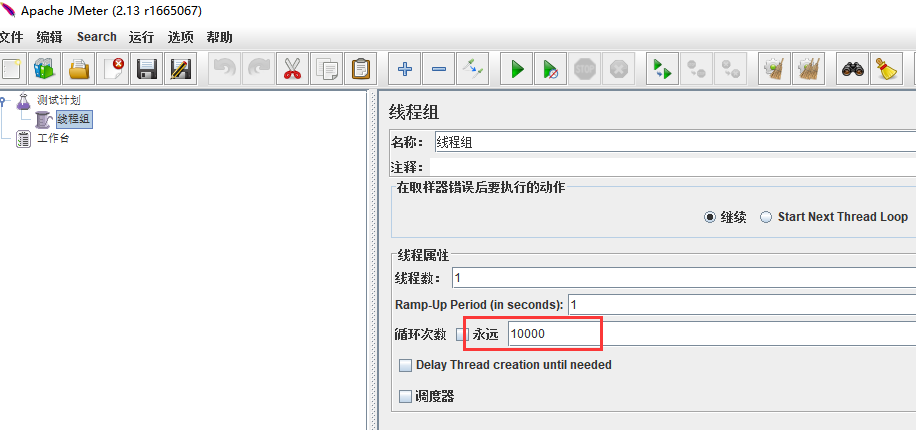 Apache JMeter (2.13 r1665067)
文件 编辑 Search 运行 选项 帮助
测试计划
线程组
工作台
线程组
名称： 线程组
注释：
在取样器错误后要执行的动作
继续 Start Next Thread Loop
线程属性
线程数： 1
Ramp-Up Period (in seconds): 1
循环次数 永远 10000
Delay Thread creation until needed
调度器
STOP